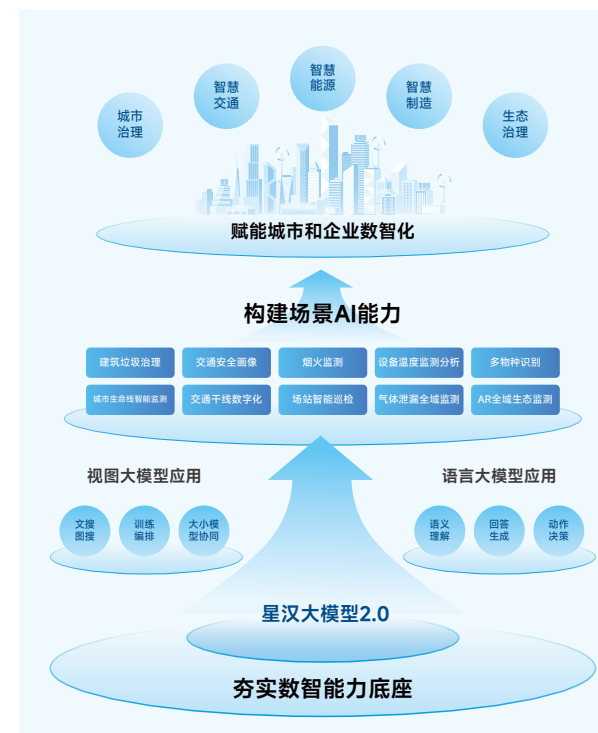 智慧
能源
智慧
交通
智慧
制造
城市
治理
生态
治理
赋能城市和企业数智化
构建场景AI能力
建筑垃圾治理
交通安全画像
烟火监测
设备温度监测分析
多物种识别
城市生命线智能监测
交通干线数字化
场站智能巡检
气体泄漏全域监测
AR全域生态监测
视图大模型应用
语言大模型应用
文搜
图搜
训练
编排
大小模
型协同
语义
理解
回答
生成
动作
决策
星汉大模型2.0
夯实数智能力底座